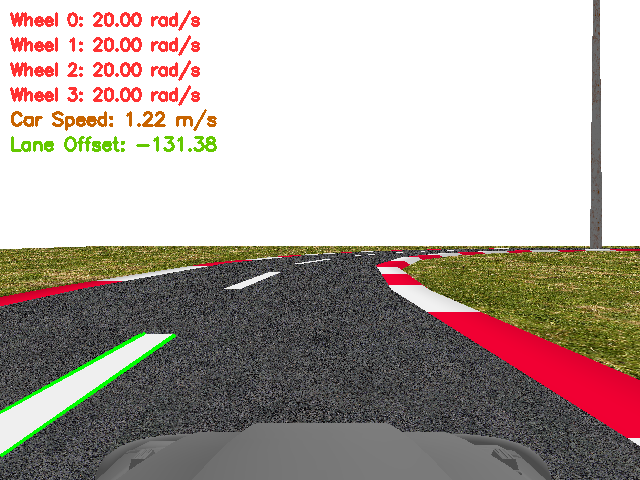 Wheel 0: 20.00 rad/s
Wheel 1: 20.00 rad/s
Wheel 2: 20.00 rad/s
Wheel 3: 20.00 rad/s
Car Speed: 1.22 m/s
Lane Offset: -131.38